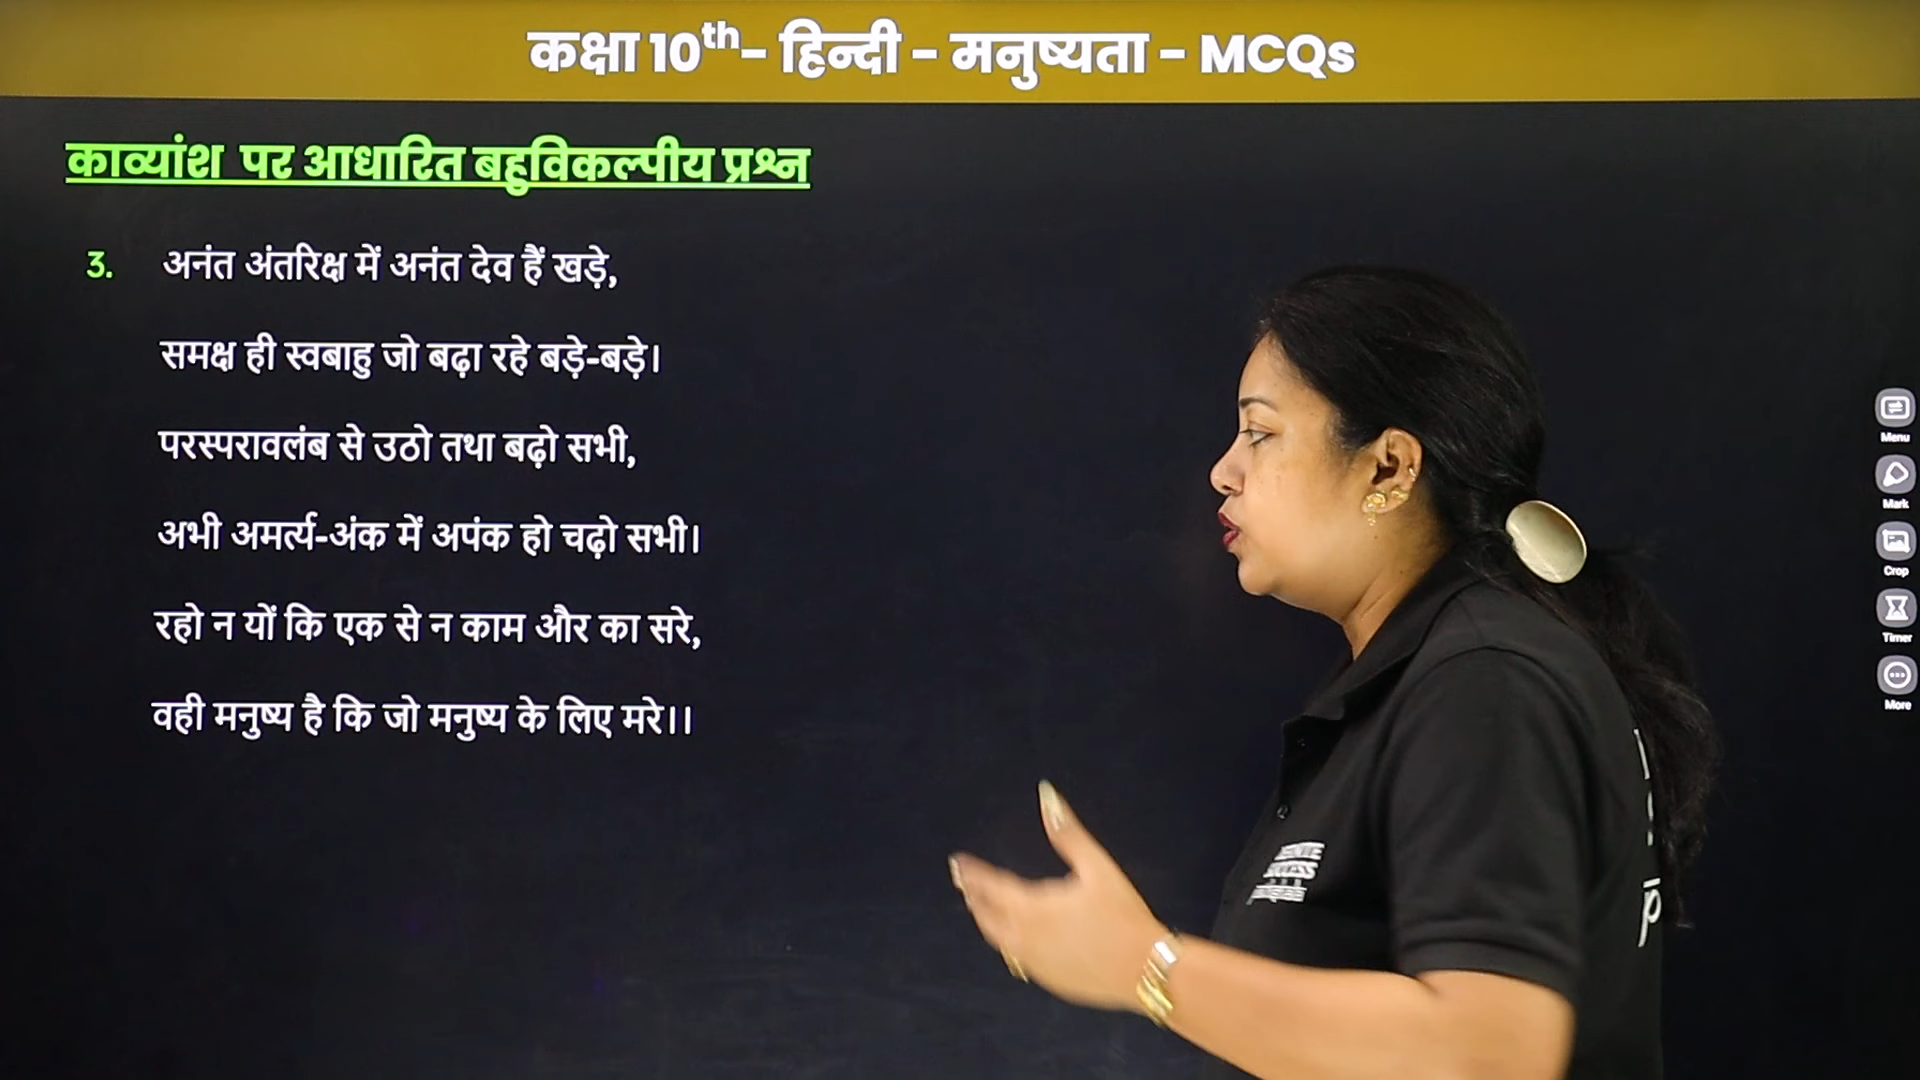 कक्षा 10th- हिन्दी - मनुष्यता - MCQs
काव्यांश पर आधारित बहुविकल्पीय प्रश्न
3. अनंत अंतरिक्ष में अनंत देव हैं खड़े,
समक्ष ही स्वबाहु जो बढ़ा रहे बड़े-बड़े।
परस्परावलंब से उठो तथा बढ़ो सभी,
अभी अमर्त्य-अंक में अपंक हो चढ़ो सभी।
रहो न यों कि एक से न काम और का सरे,
वही मनुष्य है कि जो मनुष्य के लिए मरे।।
Menu
Mark
Crop
Timer
More